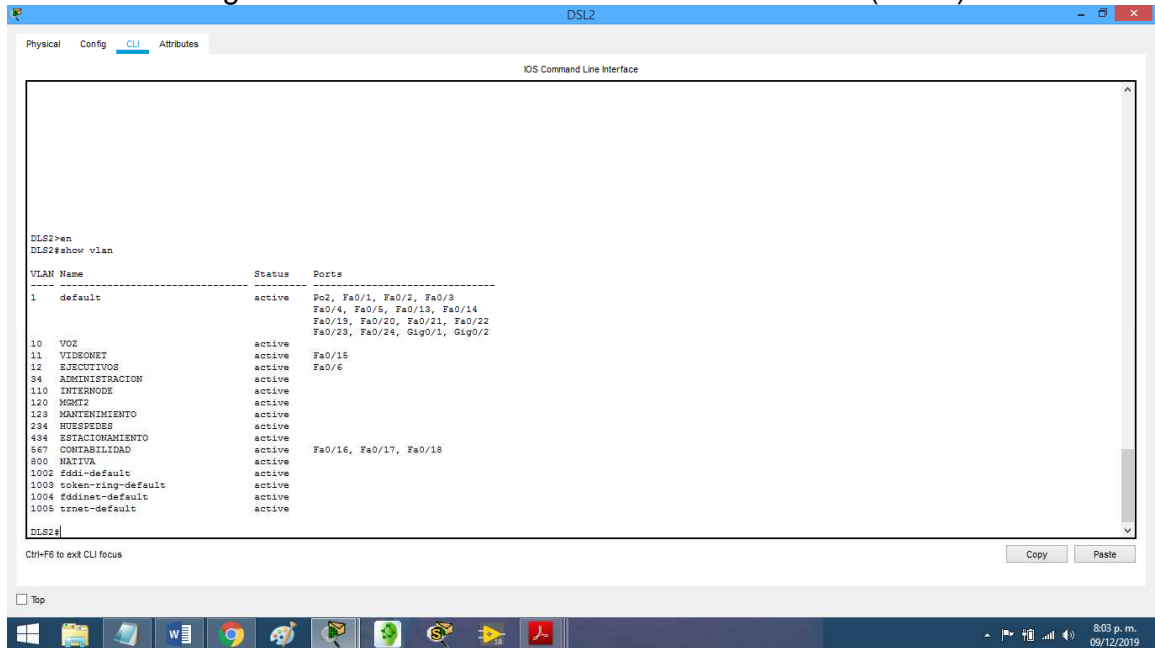 DSL2
Physical Config CLI Attributes
IOS Command Line Interface
DLS2>en
DLS2#show vlan
VLAN Name Status Ports
---- -------------------------------- --------- -------------------------------
1 default active Po2, Fa0/1, Fa0/2, Fa0/3
Fa0/4, Fa0/5, Fa0/13, Fa0/14
Fa0/19, Fa0/20, Fa0/21, Fa0/22
Fa0/23, Fa0/24, Gig0/1, Gig0/2
10 VOZ active
11 VIDEONET active Fa0/15
12 EJECUTIVOS active Fa0/6
34 ADMINISTRACION active
110 INTERNODE active
120 MGMT2 active
123 MANTENIMIENTO active
234 HUESPEDES active
434 ESTACIONAMIENTO active
567 CONTABILIDAD active Fa0/16, Fa0/17, Fa0/18
800 NATIVA active
1002 fddi-default active
1003 token-ring-default active
1004 fddinet-default active
1005 trnet-default active
DLS2#
Ctrl+F6 to exit CLI focus
Copy Paste
Top
8:03 p. m.
09/12/2019